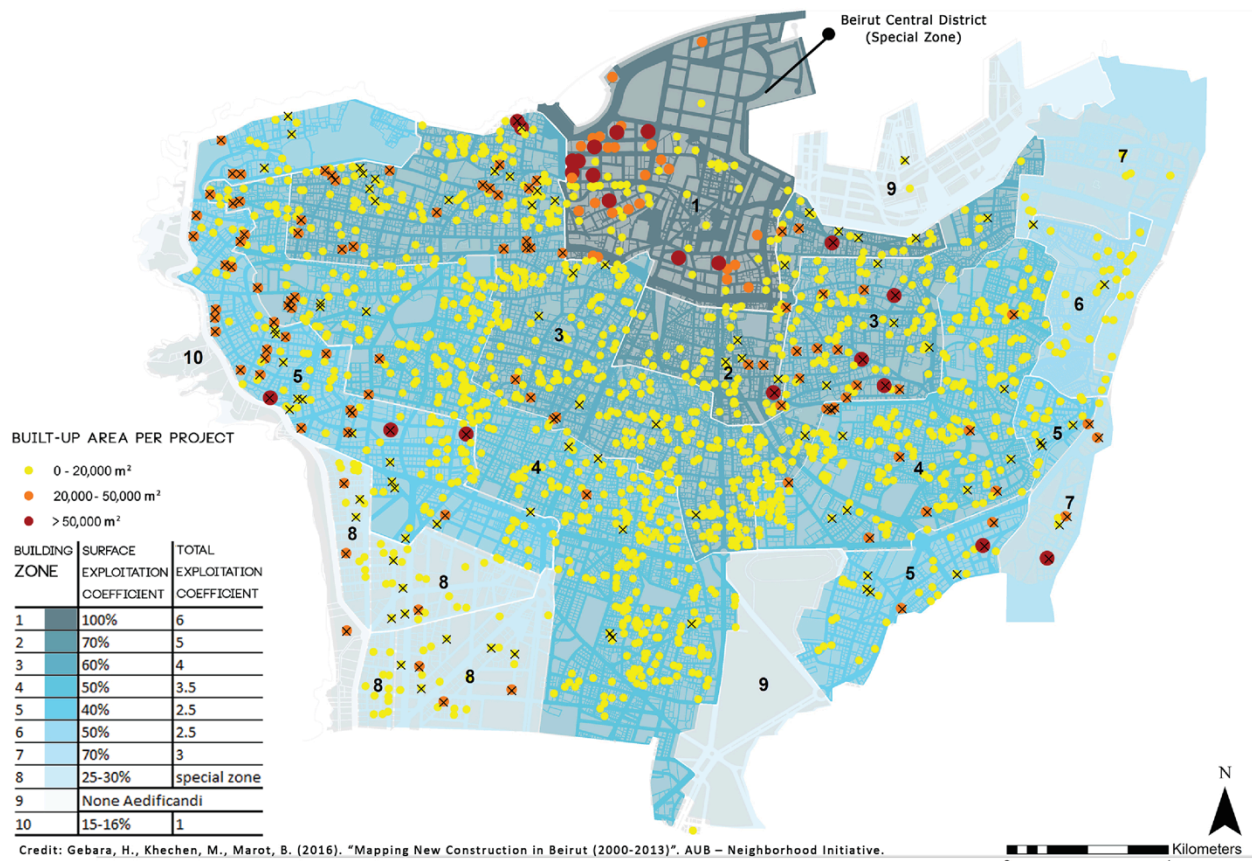 Beirut Central District
(Special Zone)
7
9
1
6
3
3
10
2
5
5
4
4
7
8
5
8
9
8
8
BUILT-UP AREA PER PROJECT
0 - 20,000 m²
20,000 - 50,000 m²
> 50,000 m²
BUILDING ZONE SURFACE EXPLOITATION COEFFICIENT TOTAL EXPLOITATION COEFFICIENT
1 100% 6
2 70% 5
3 60% 4
4 50% 3.5
5 40% 2.5
6 50% 2.5
7 70% 3
8 25-30% special zone
9 None Aedificandi
10 15-16% 1
N
Kilometers
Credit: Gebara, H., Khechen, M., Marot, B. (2016). “Mapping New Construction in Beirut (2000-2013)”. AUB – Neighborhood Initiative.